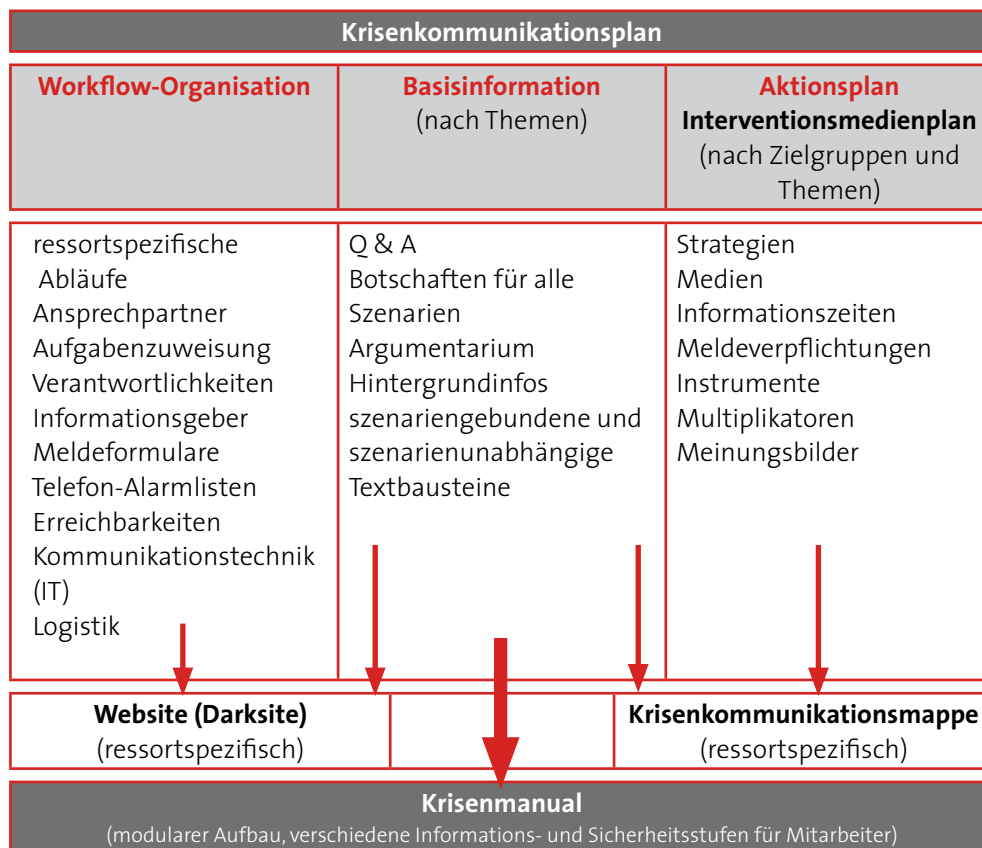 Krisenkommunikationsplan
Workflow-Organisation
Basisinformation
(nach Themen)
Aktionsplan
Interventionsmedienplan
(nach Zielgruppen und
Themen)
ressortspezifische
Abläufe
Ansprechpartner
Aufgabenzuweisung
Verantwortlichkeiten
Informationsgeber
Meldeformulare
Telefon-Alarmlisten
Erreichbarkeiten
Kommunikationstechnik
(IT)
Logistik
Q & A
Botschaften für alle
Szenarien
Argumentarium
Hintergrundinfos
szenariengebundene und
szenarienunabhängige
Textbausteine
Strategien
Medien
Informationszeiten
Meldeverpflichtungen
Instrumente
Multiplikatoren
Meinungsbilder
Website (Darksite)
(ressortspezifisch)
Krisenkommunikationsmappe
(ressortspezifisch)
Krisenmanual
(modularer Aufbau, verschiedene Informations- und Sicherheitsstufen für Mitarbeiter)